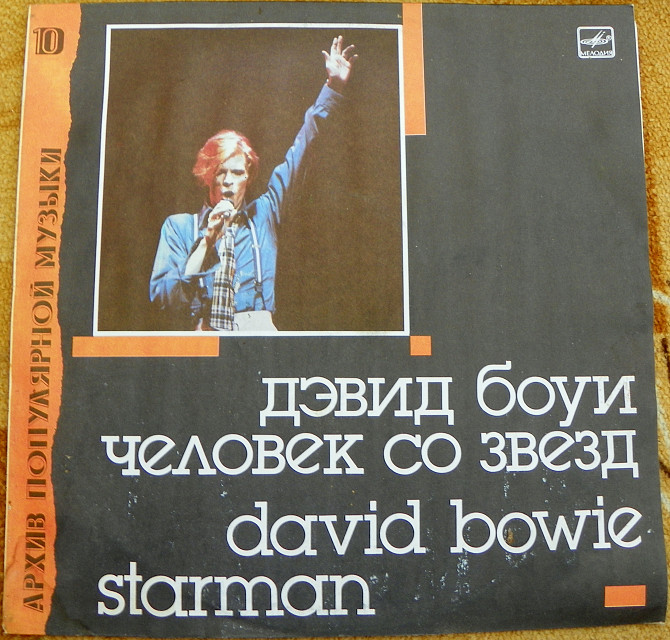 10
АРХИВ ПОПУЛЯРНОЙ МУЗЫКИ
МЕЛОДИЯ
дэвид боуи
человек со звезд
david bowie
starman